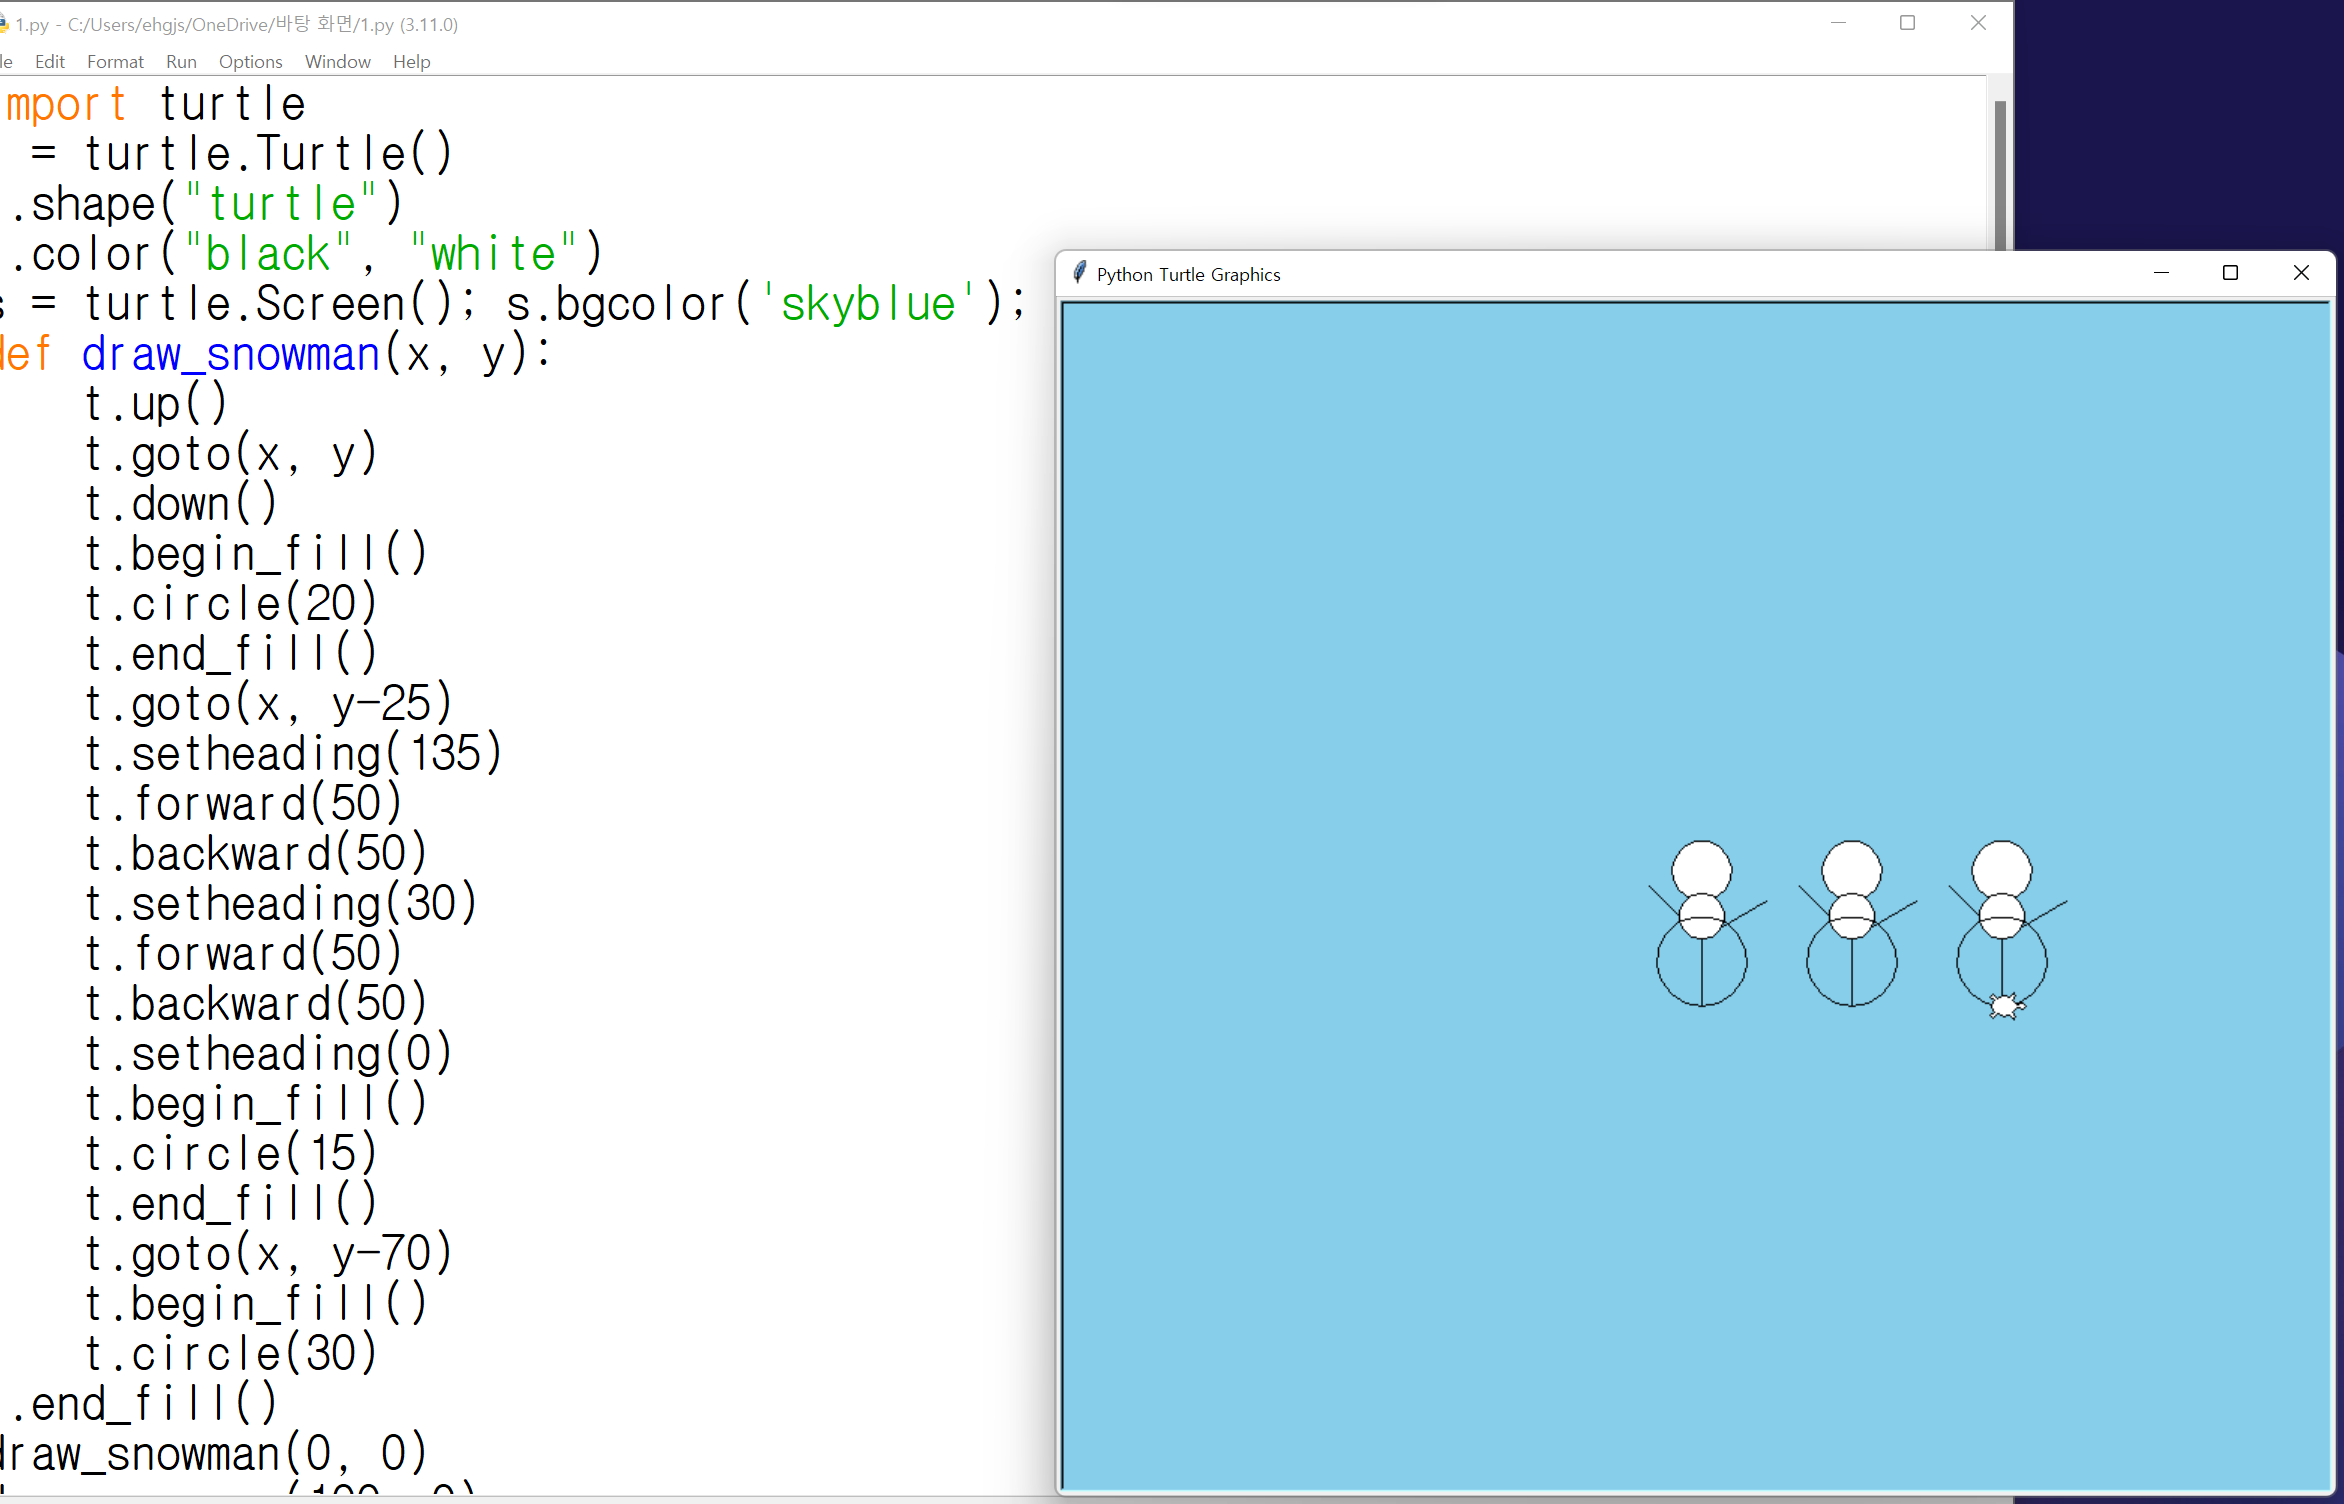 1.py - C:/Users/ehgjs/OneDrive/바탕 화면/1.py (3.11.0)
le Edit Format Run Options Window Help
mport turtle
= turtle.Turtle()
.shape("turtle")
.color("black", "white")
s = turtle.Screen(); s.bgcolor('skyblue');
def draw_snowman(x, y):
t.up()
t.goto(x, y)
t.down()
t.begin_fill()
t.circle(20)
t.end_fill()
t.goto(x, y-25)
t.setheading(135)
t.forward(50)
t.backward(50)
t.setheading(30)
t.forward(50)
t.backward(50)
t.setheading(0)
t.begin_fill()
t.circle(15)
t.end_fill()
t.goto(x, y-70)
t.begin_fill()
t.circle(30)
.end_fill()
draw_snowman(0, 0)
Python Turtle Graphics